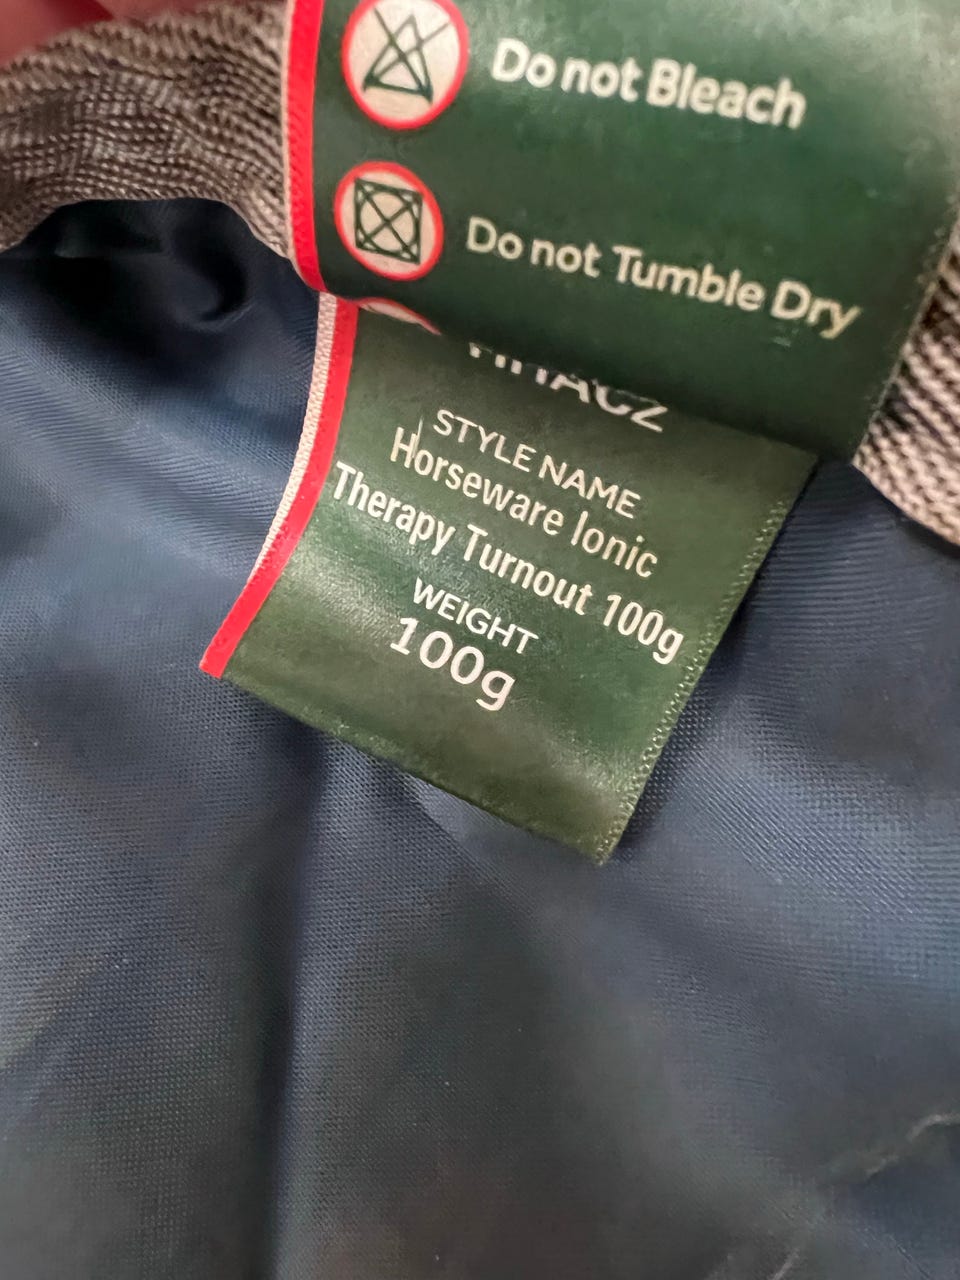 Do not Bleach
Do not Tumble Dry
STYLE NAME
Horseware Ionic
Therapy Turnout 100g
WEIGHT
100g